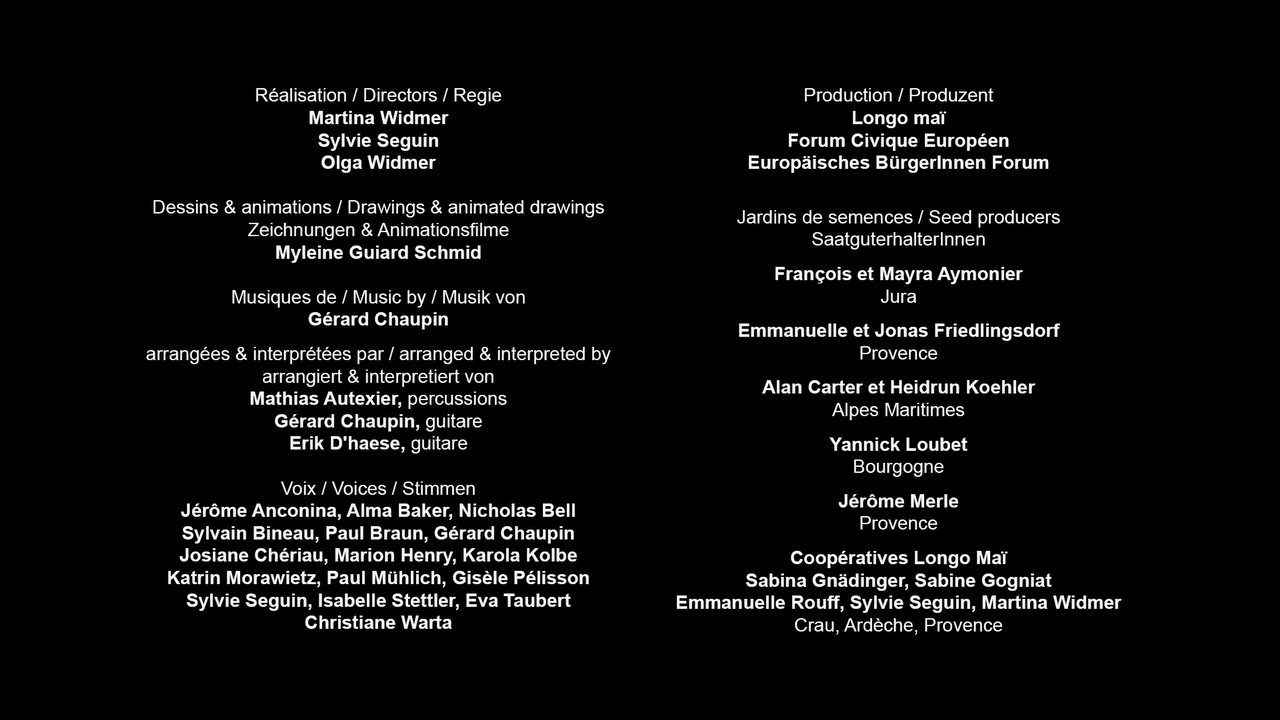 Réalisation / Directors / Regie
Martina Widmer
Sylvie Seguin
Olga Widmer
Dessins & animations / Drawings & animated drawings
Zeichnungen & Animationsfilme
Myleine Guiard Schmid
Musiques de / Music by / Musik von
Gérard Chaupin
arrangées & interprétées par / arranged & interpreted by
arrangiert & interpretiert von
Mathias Autexier, percussions
Gérard Chaupin, guitare
Erik D'haese, guitare
Voix / Voices / Stimmen
Jérôme Anconina, Alma Baker, Nicholas Bell
Sylvain Bineau, Paul Braun, Gérard Chaupin
Josiane Chériau, Marion Henry, Karola Kolbe
Katrin Morawietz, Paul Mühlich, Gisèle Pélisson
Sylvie Seguin, Isabelle Stettler, Eva Taubert
Christiane Warta
Production / Produzent
Longo maï
Forum Civique Européen
Europäisches BürgerInnen Forum
Jardins de semences / Seed producers
SaatguterhalterInnen
François et Mayra Aymonier
Jura
Emmanuelle et Jonas Friedlingsdorf
Provence
Alan Carter et Heidrun Koehler
Alpes Maritimes
Yannick Loubet
Bourgogne
Jérôme Merle
Provence
Coopératives Longo Maï
Sabina Gnädinger, Sabine Gogniat
Emmanuelle Rouff, Sylvie Seguin, Martina Widmer
Crau, Ardèche, Provence